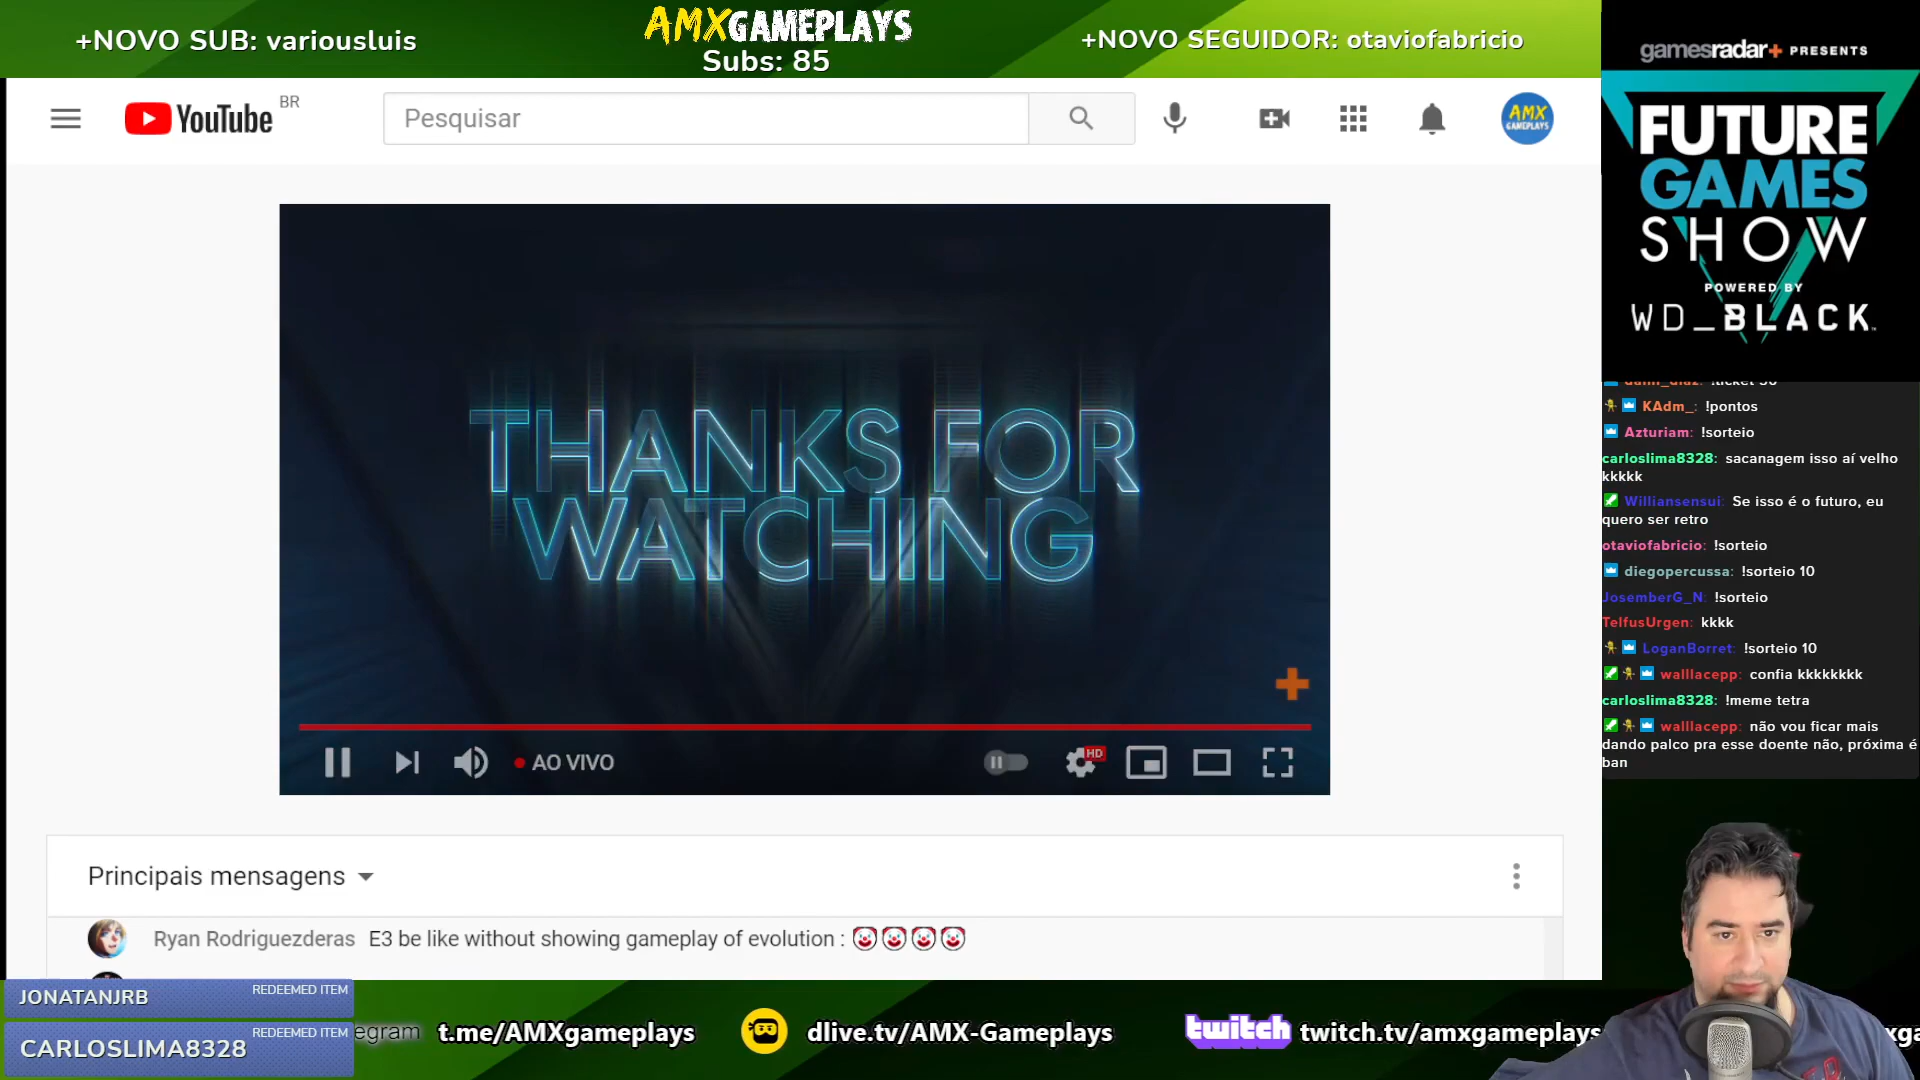 +NOVO SUB: variousluis
AMXGAMEPLAYS
Subs: 85
+NOVO SEGUIDOR: otaviofabricio
YouTube BR
Pesquisar
AMX
GAMEPLAYS
THANKS FOR
WATCHING
AO VIVO
HD
Principais mensagens
Ryan Rodriguezderas E3 be like without showing gameplay of evolution :
gamesradar+ PRESENTS
FUTURE
GAMES
SHOW
POWERED BY
WD_BLACK™
KAdm_: !pontos
Azturiam: !sorteio
carloslima8328: sacanagem isso aí velho
kkkkk
Williansensui: Se isso é o futuro, eu
quero ser retro
otaviofabricio: !sorteio
diegopercussa: !sorteio 10
JosemberG_N: !sorteio
TelfusUrgen: kkkk
LoganBorret: !sorteio 10
walllacepp: confia kkkkkkkk
carloslima8328: !meme tetra
walllacepp: não vou ficar mais
dando palco pra esse doente não, próxima é
ban
JONATANJRB REDEEMED ITEM
CARLOSLIMA8328 REDEEMED ITEM
egram t.me/AMXgameplays
dlive.tv/AMX-Gameplays
twitch twitch.tv/amxgameplays